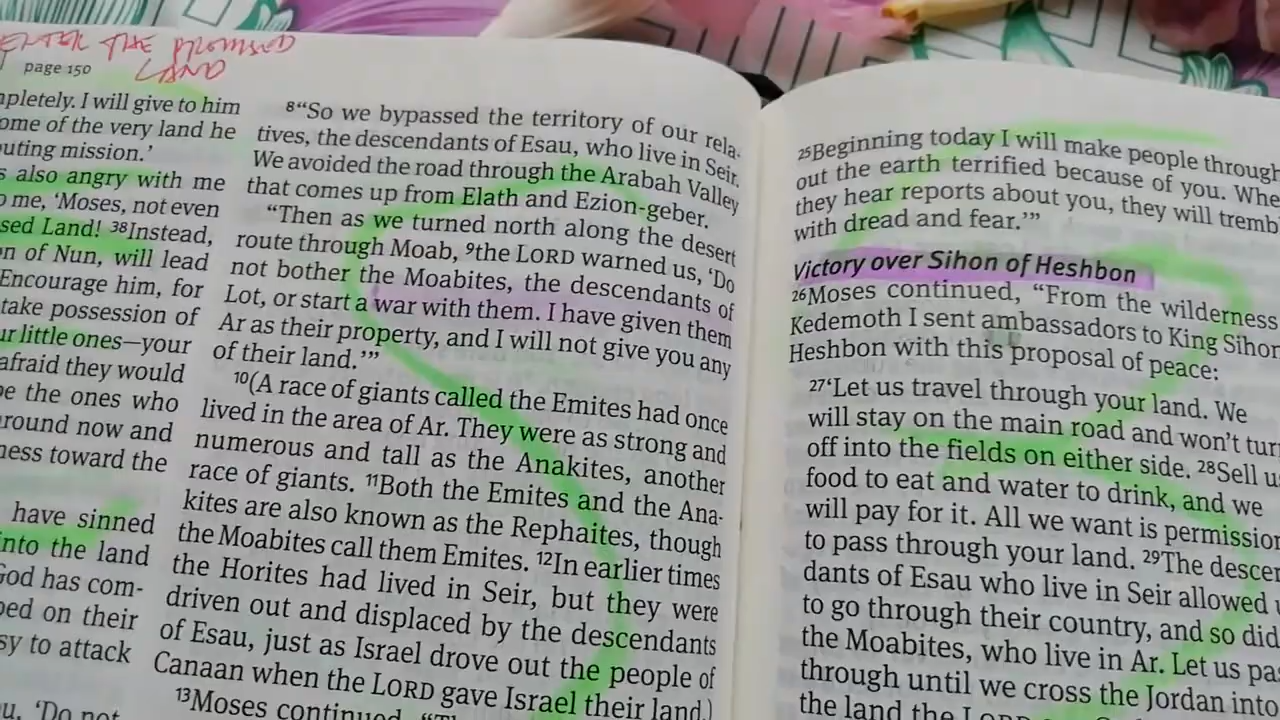 ENTER THE PROMISED
LAND
page 150
pletely. I will give to him
ome of the very land he
mission.’
also angry with me
me, ‘Moses, not even
Land! ³⁸Instead,
of Nun, will lead
Encourage him, for
take possession of
little ones—your
afraid they would
the ones who
now and
toward the
have sinned
into the land
God has com-
on their
to attack
‘Do not
⁸“So we bypassed the territory of our rela-
tives, the descendants of Esau, who live in Seir.
We avoided the road through the Arabah Valley
that comes up from Elath and Ezion-geber.
“Then as we turned north along the desert
route through Moab, ⁹the LORD warned us, ‘Do
not bother the Moabites, the descendants of
Lot, or start a war with them. I have given them
Ar as their property, and I will not give you any
of their land.’”
¹⁰(A race of giants called the Emites had once
lived in the area of Ar. They were as strong and
numerous and tall as the Anakites, another
race of giants. ¹¹Both the Emites and the Ana-
kites are also known as the Rephaites, though
the Moabites call them Emites. ¹²In earlier times
the Horites had lived in Seir, but they were
driven out and displaced by the descendants
of Esau, just as Israel drove out the people of
Canaan when the LORD gave Israel their land.)
¹³Moses continued,
²⁵Beginning today I will make people through
out the earth terrified because of you. Whe
they hear reports about you, they will tremb
with dread and fear.’”
Victory over Sihon of Heshbon
²⁶Moses continued, “From the wilderness
Kedemoth I sent ambassadors to King Sihon
Heshbon with this proposal of peace:
²⁷‘Let us travel through your land. We
will stay on the main road and won’t turn
off into the fields on either side. ²⁸Sell us
food to eat and water to drink, and we
will pay for it. All we want is permission
to pass through your land. ²⁹The descen
dants of Esau who live in Seir allowed
to go through their country, and so did
the Moabites, who live in Ar. Let us pa
through until we cross the Jordan into
the land the LORD